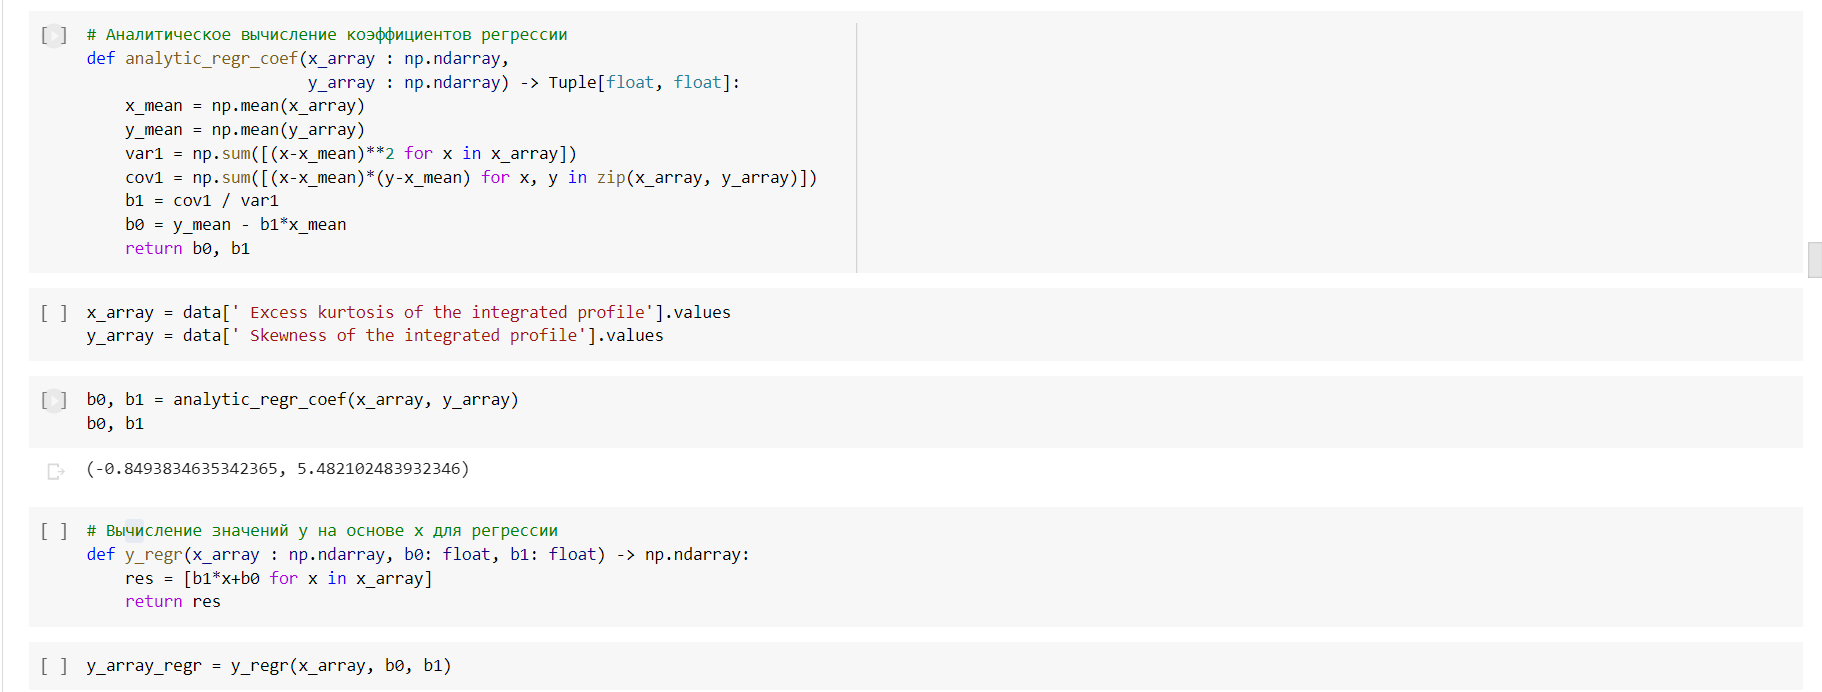 [ ] # Аналитическое вычисление коэффициентов регрессии
def analytic_regr_coef(x_array : np.ndarray,
                       y_array : np.ndarray) -> Tuple[float, float]:
    x_mean = np.mean(x_array)
    y_mean = np.mean(y_array)
    var1 = np.sum([(x-x_mean)**2 for x in x_array])
    cov1 = np.sum([(x-x_mean)*(y-x_mean) for x, y in zip(x_array, y_array)])
    b1 = cov1 / var1
    b0 = y_mean - b1*x_mean
    return b0, b1
[ ] x_array = data[' Excess kurtosis of the integrated profile'].values
y_array = data[' Skewness of the integrated profile'].values
[ ] b0, b1 = analytic_regr_coef(x_array, y_array)
b0, b1
(-0.8493834635342365, 5.482102483932346)
[ ] # Вычисление значений y на основе x для регрессии
def y_regr(x_array : np.ndarray, b0: float, b1: float) -> np.ndarray:
    res = [b1*x+b0 for x in x_array]
    return res
[ ] y_array_regr = y_regr(x_array, b0, b1)